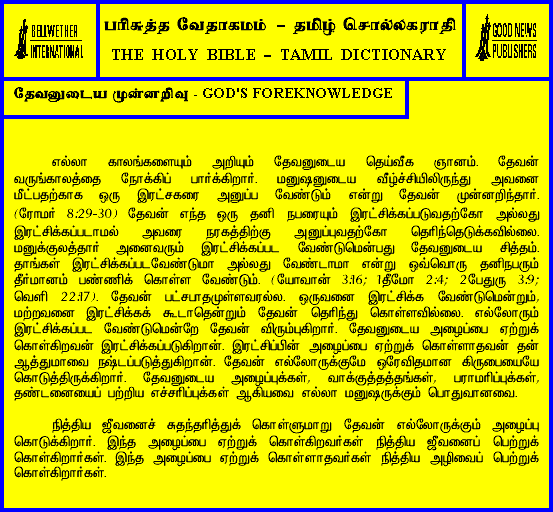 BELLWETHER
INTERNATIONAL
பரிசுத்த வேதாகமம் – தமிழ் சொல்லகராதி
THE HOLY BIBLE – TAMIL DICTIONARY
GOOD NEWS
PUBLISHERS
தேவனுடைய முன்னறிவு - GOD'S FOREKNOWLEDGE
எல்லா காலங்களையும் அறியும் தேவனுடைய தெய்வீக ஞானம். தேவன்
வருங்காலத்தை நோக்கிப் பார்க்கிறார். மனுஷனுடைய வீழ்ச்சியிலிருந்து அவனை
மீட்பதற்காக ஒரு இரட்சகரை அனுப்ப வேண்டும் என்று தேவன் முன்னறிந்தார்.
(ரோமர் 8:29-30) தேவன் எந்த ஒரு தனி நபரையும் இரட்சிக்கப்படுவதற்கோ அல்லது
இரட்சிக்கப்படாமல் அவரை நரகத்திற்கு அனுப்புவதற்கோ தெரிந்தெடுக்கவில்லை.
மனுக்குலத்தார் அனைவரும் இரட்சிக்கப்பட வேண்டுமென்பது தேவனுடைய சித்தம்.
தாங்கள் இரட்சிக்கப்படவேண்டுமா அல்லது வேண்டாமா என்று ஒவ்வொரு தனிநபரும்
தீர்மானம் பண்ணிக் கொள்ள வேண்டும். (யோவான் 3:16; 1தீமோ 2:4; 2பேதுரு 3:9;
வெளி 22:17). தேவன் பட்சபாதமுள்ளவரல்ல. ஒருவனை இரட்சிக்க வேண்டுமென்றும்,
மற்றவனை இரட்சிக்கக் கூடாதென்றும் தேவன் தெரிந்து கொள்ளவில்லை. எல்லோரும்
இரட்சிக்கப்பட வேண்டுமென்றே தேவன் விரும்புகிறார். தேவனுடைய அழைப்பை ஏற்றுக்
கொள்கிறவன் இரட்சிக்கப்படுகிறான். இரட்சிப்பின் அழைப்பை ஏற்றுக் கொள்ளாதவன் தன்
ஆத்துமாவை நஷ்டப்படுத்துகிறான். தேவன் எல்லோருக்குமே ஒரேவிதமான கிருபையையே
கொடுத்திருக்கிறார். தேவனுடைய அழைப்புக்கள், வாக்குத்தத்தங்கள், பராமரிப்புக்கள்,
தண்டனையைப் பற்றிய எச்சரிப்புக்கள் ஆகியவை எல்லா மனுஷருக்கும் பொதுவானவை.
நித்திய ஜீவனைச் சுதந்தரித்துக் கொள்ளுமாறு தேவன் எல்லோருக்கும் அழைப்பு
கொடுக்கிறார். இந்த அழைப்பை ஏற்றுக் கொள்கிறவர்கள் நித்திய ஜீவனைப் பெற்றுக்
கொள்கிறார்கள். இந்த அழைப்பை ஏற்றுக் கொள்ளாதவர்கள் நித்திய அழிவைப் பெற்றுக்
கொள்கிறார்கள்.